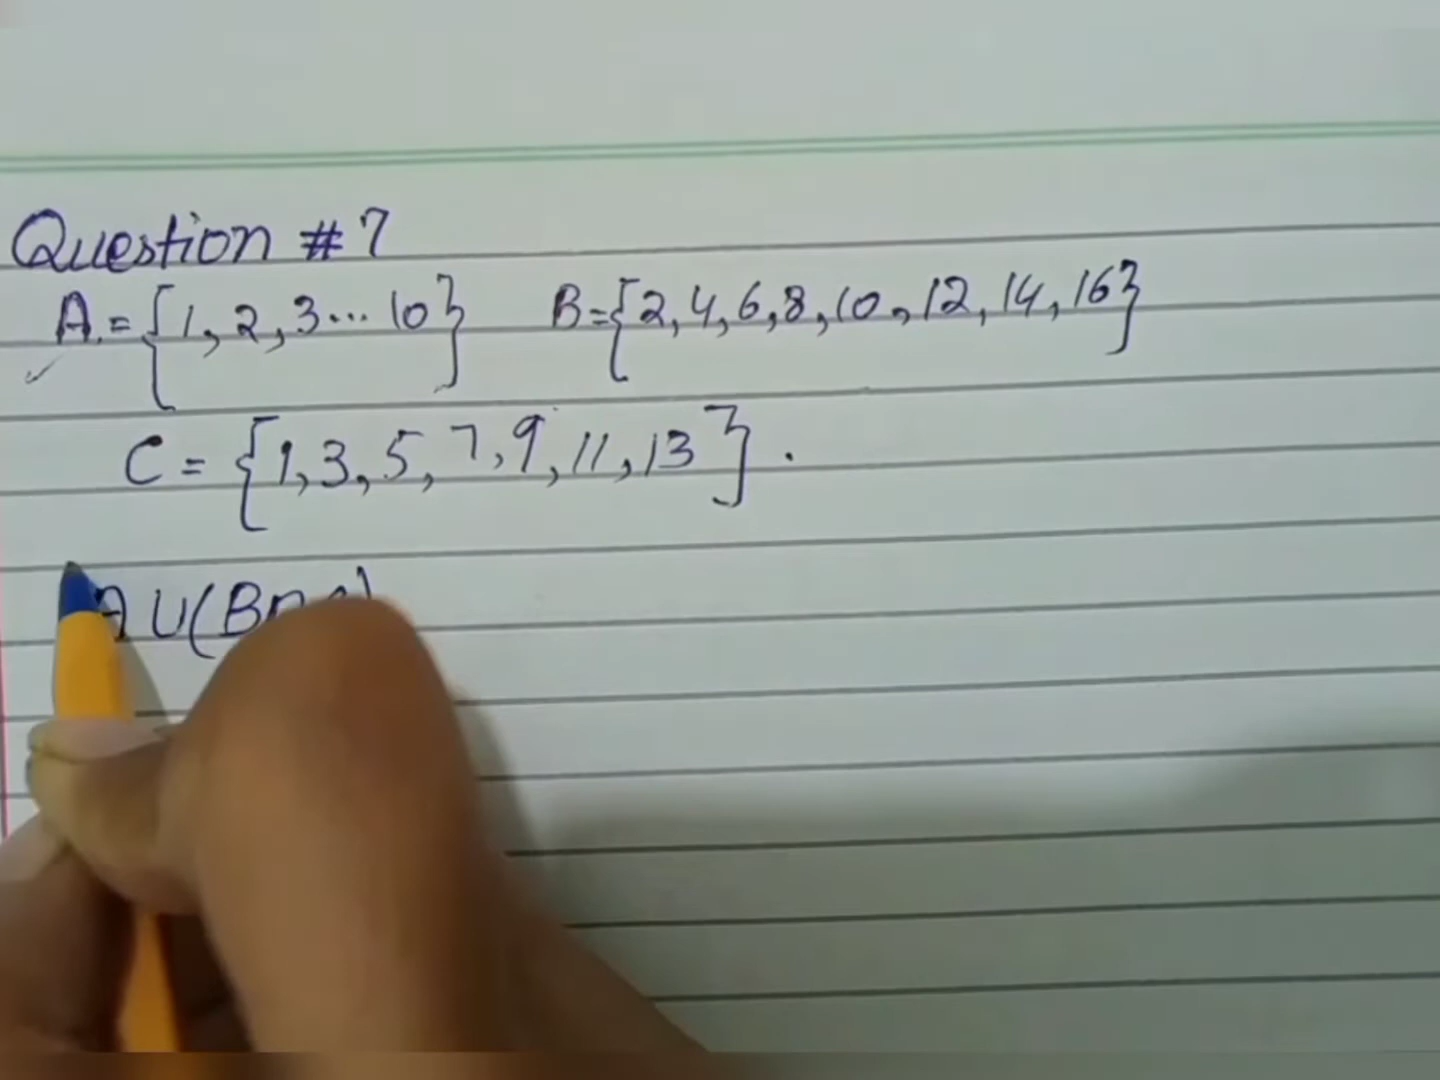 Question #7
A = {1, 2, 3... 10} B = {2, 4, 6, 8, 10, 12, 14, 16}
C = {1, 3, 5, 7, 9, 11, 13}.
A ∪ (B ∩